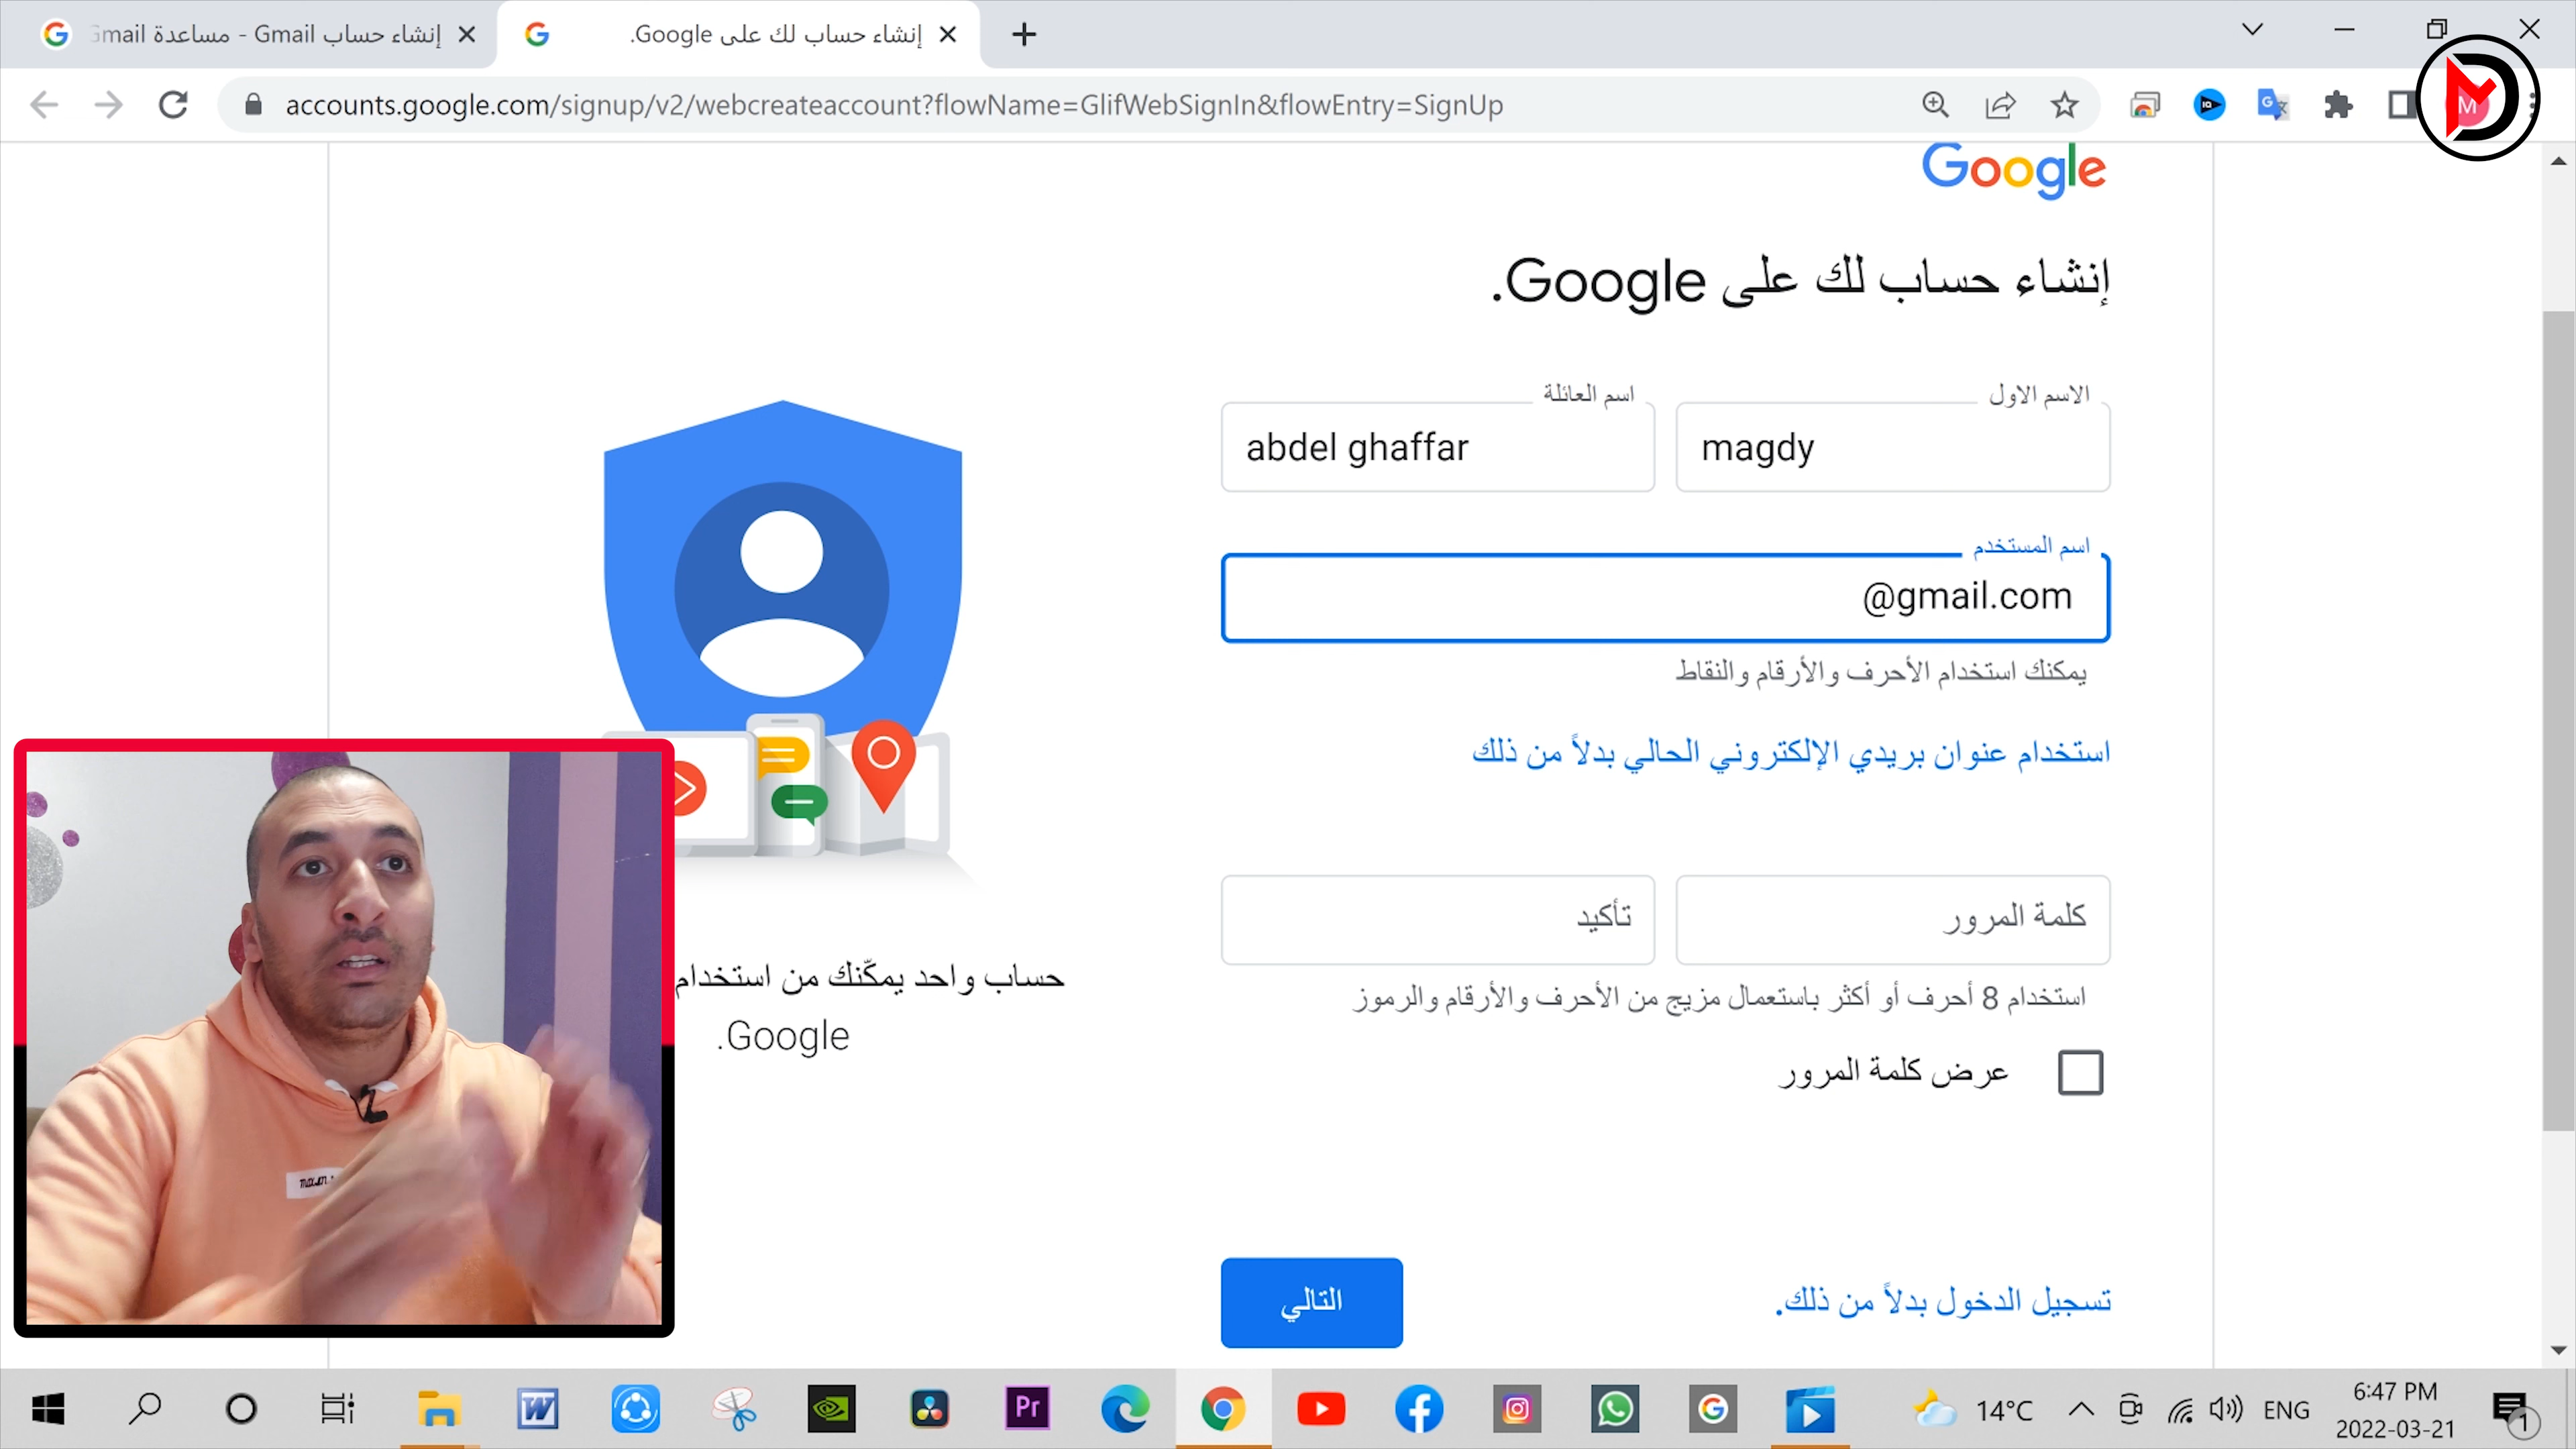 إنشاء حساب Gmail - مساعدة Gmail
إنشاء حساب لك على Google.
accounts.google.com/signup/v2/webcreateaccount?flowName=GlifWebSignIn&flowEntry=SignUp
M
Google
إنشاء حساب لك على Google.
الاسم الاول
magdy
اسم العائلة
abdel ghaffar
اسم المستخدم
@gmail.com
يمكنك استخدام الأحرف والأرقام والنقاط
استخدام عنوان بريدي الإلكتروني الحالي بدلاً من ذلك
كلمة المرور
تأكيد
استخدام 8 أحرف أو أكثر باستعمال مزيج من الأحرف والأرقام والرموز
عرض كلمة المرور
حساب واحد يمكّنك من استخدام
Google.
تسجيل الدخول بدلاً من ذلك.
التالي
W
Pr
14°C
ENG
6:47 PM
2022-03-21
1